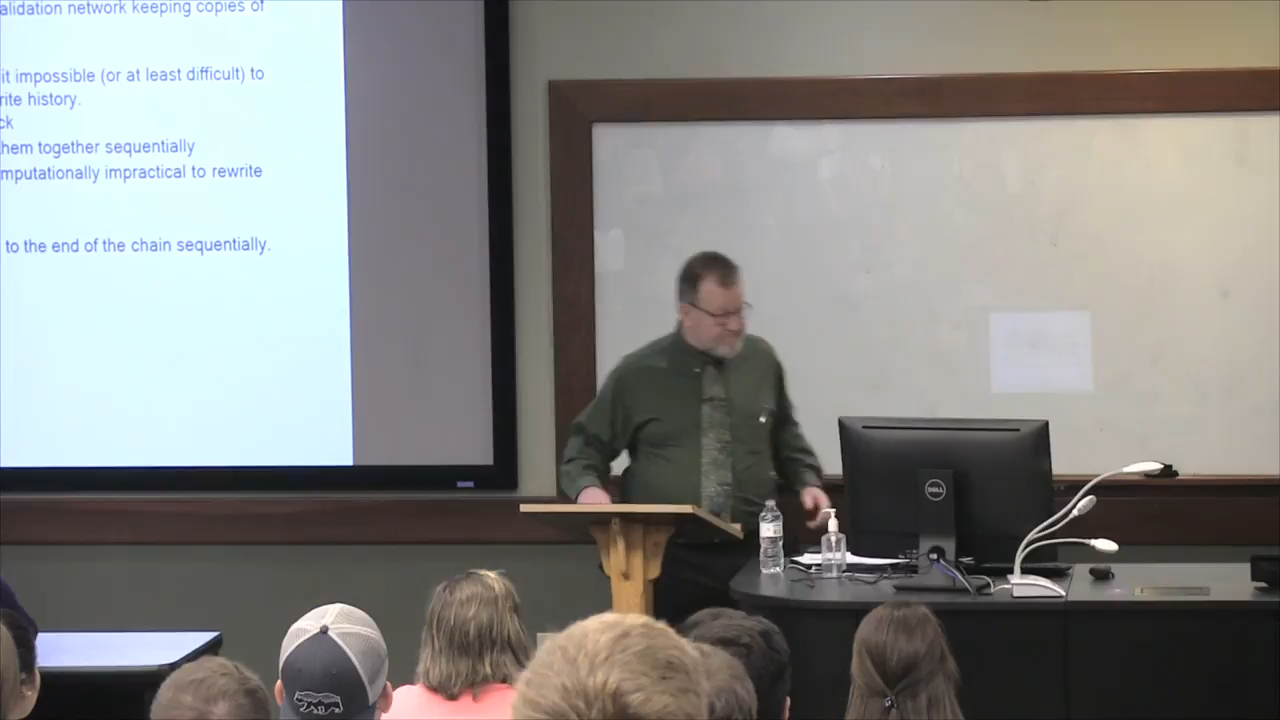 alidation network keeping copies of
it impossible (or at least difficult) to
rite history.
ck
hem together sequentially
mputationally impractical to rewrite
to the end of the chain sequentially.
DELL